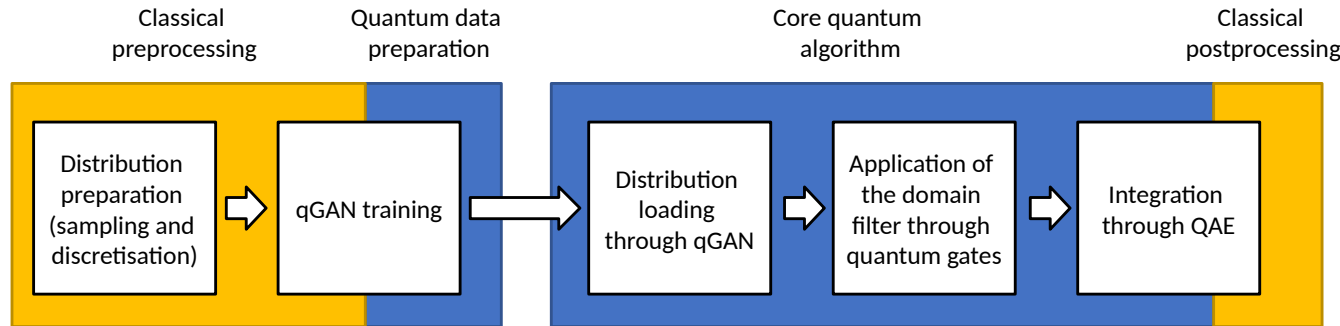 Classical
preprocessing
Quantum data
preparation
Core quantum
algorithm
Classical
postprocessing
Distribution
preparation
(sampling and
discretisation)
qGAN training
Distribution
loading
through qGAN
Application of
the domain
filter through
quantum gates
Integration
through QAE